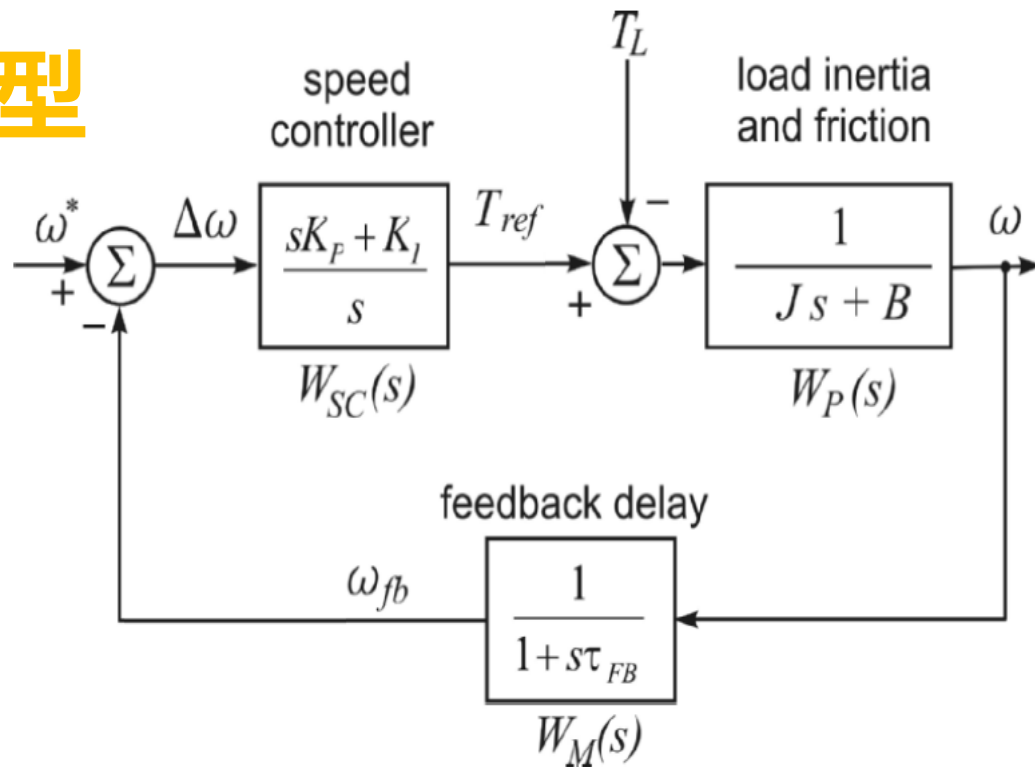 型
speed
controller
T_L
load inertia
and friction
ω*
Δω
sK_P + K_I
s
T_ref
1
J s + B
ω
Σ
Σ
+
−
+
−
W_SC(s)
W_P(s)
feedback delay
ω_fb
1
1+sτ_FB
W_M(s)